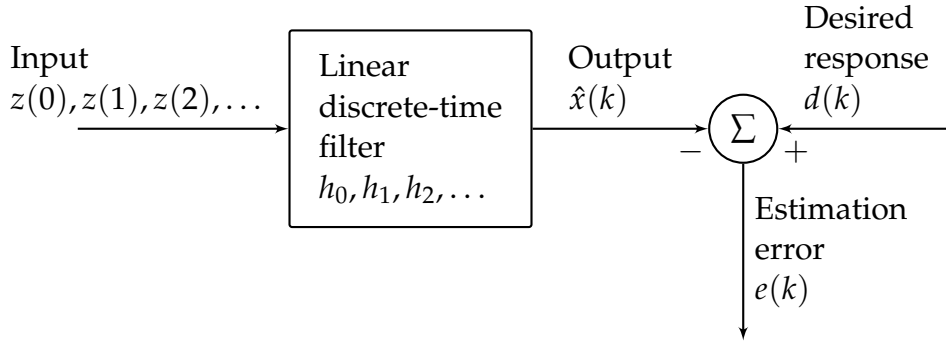 Input
z(0), z(1), z(2), . . .
Linear
discrete-time
filter
h₀, h₁, h₂, . . .
Output
x̂(k)
Σ
−
+
Desired
response
d(k)
Estimation
error
e(k)